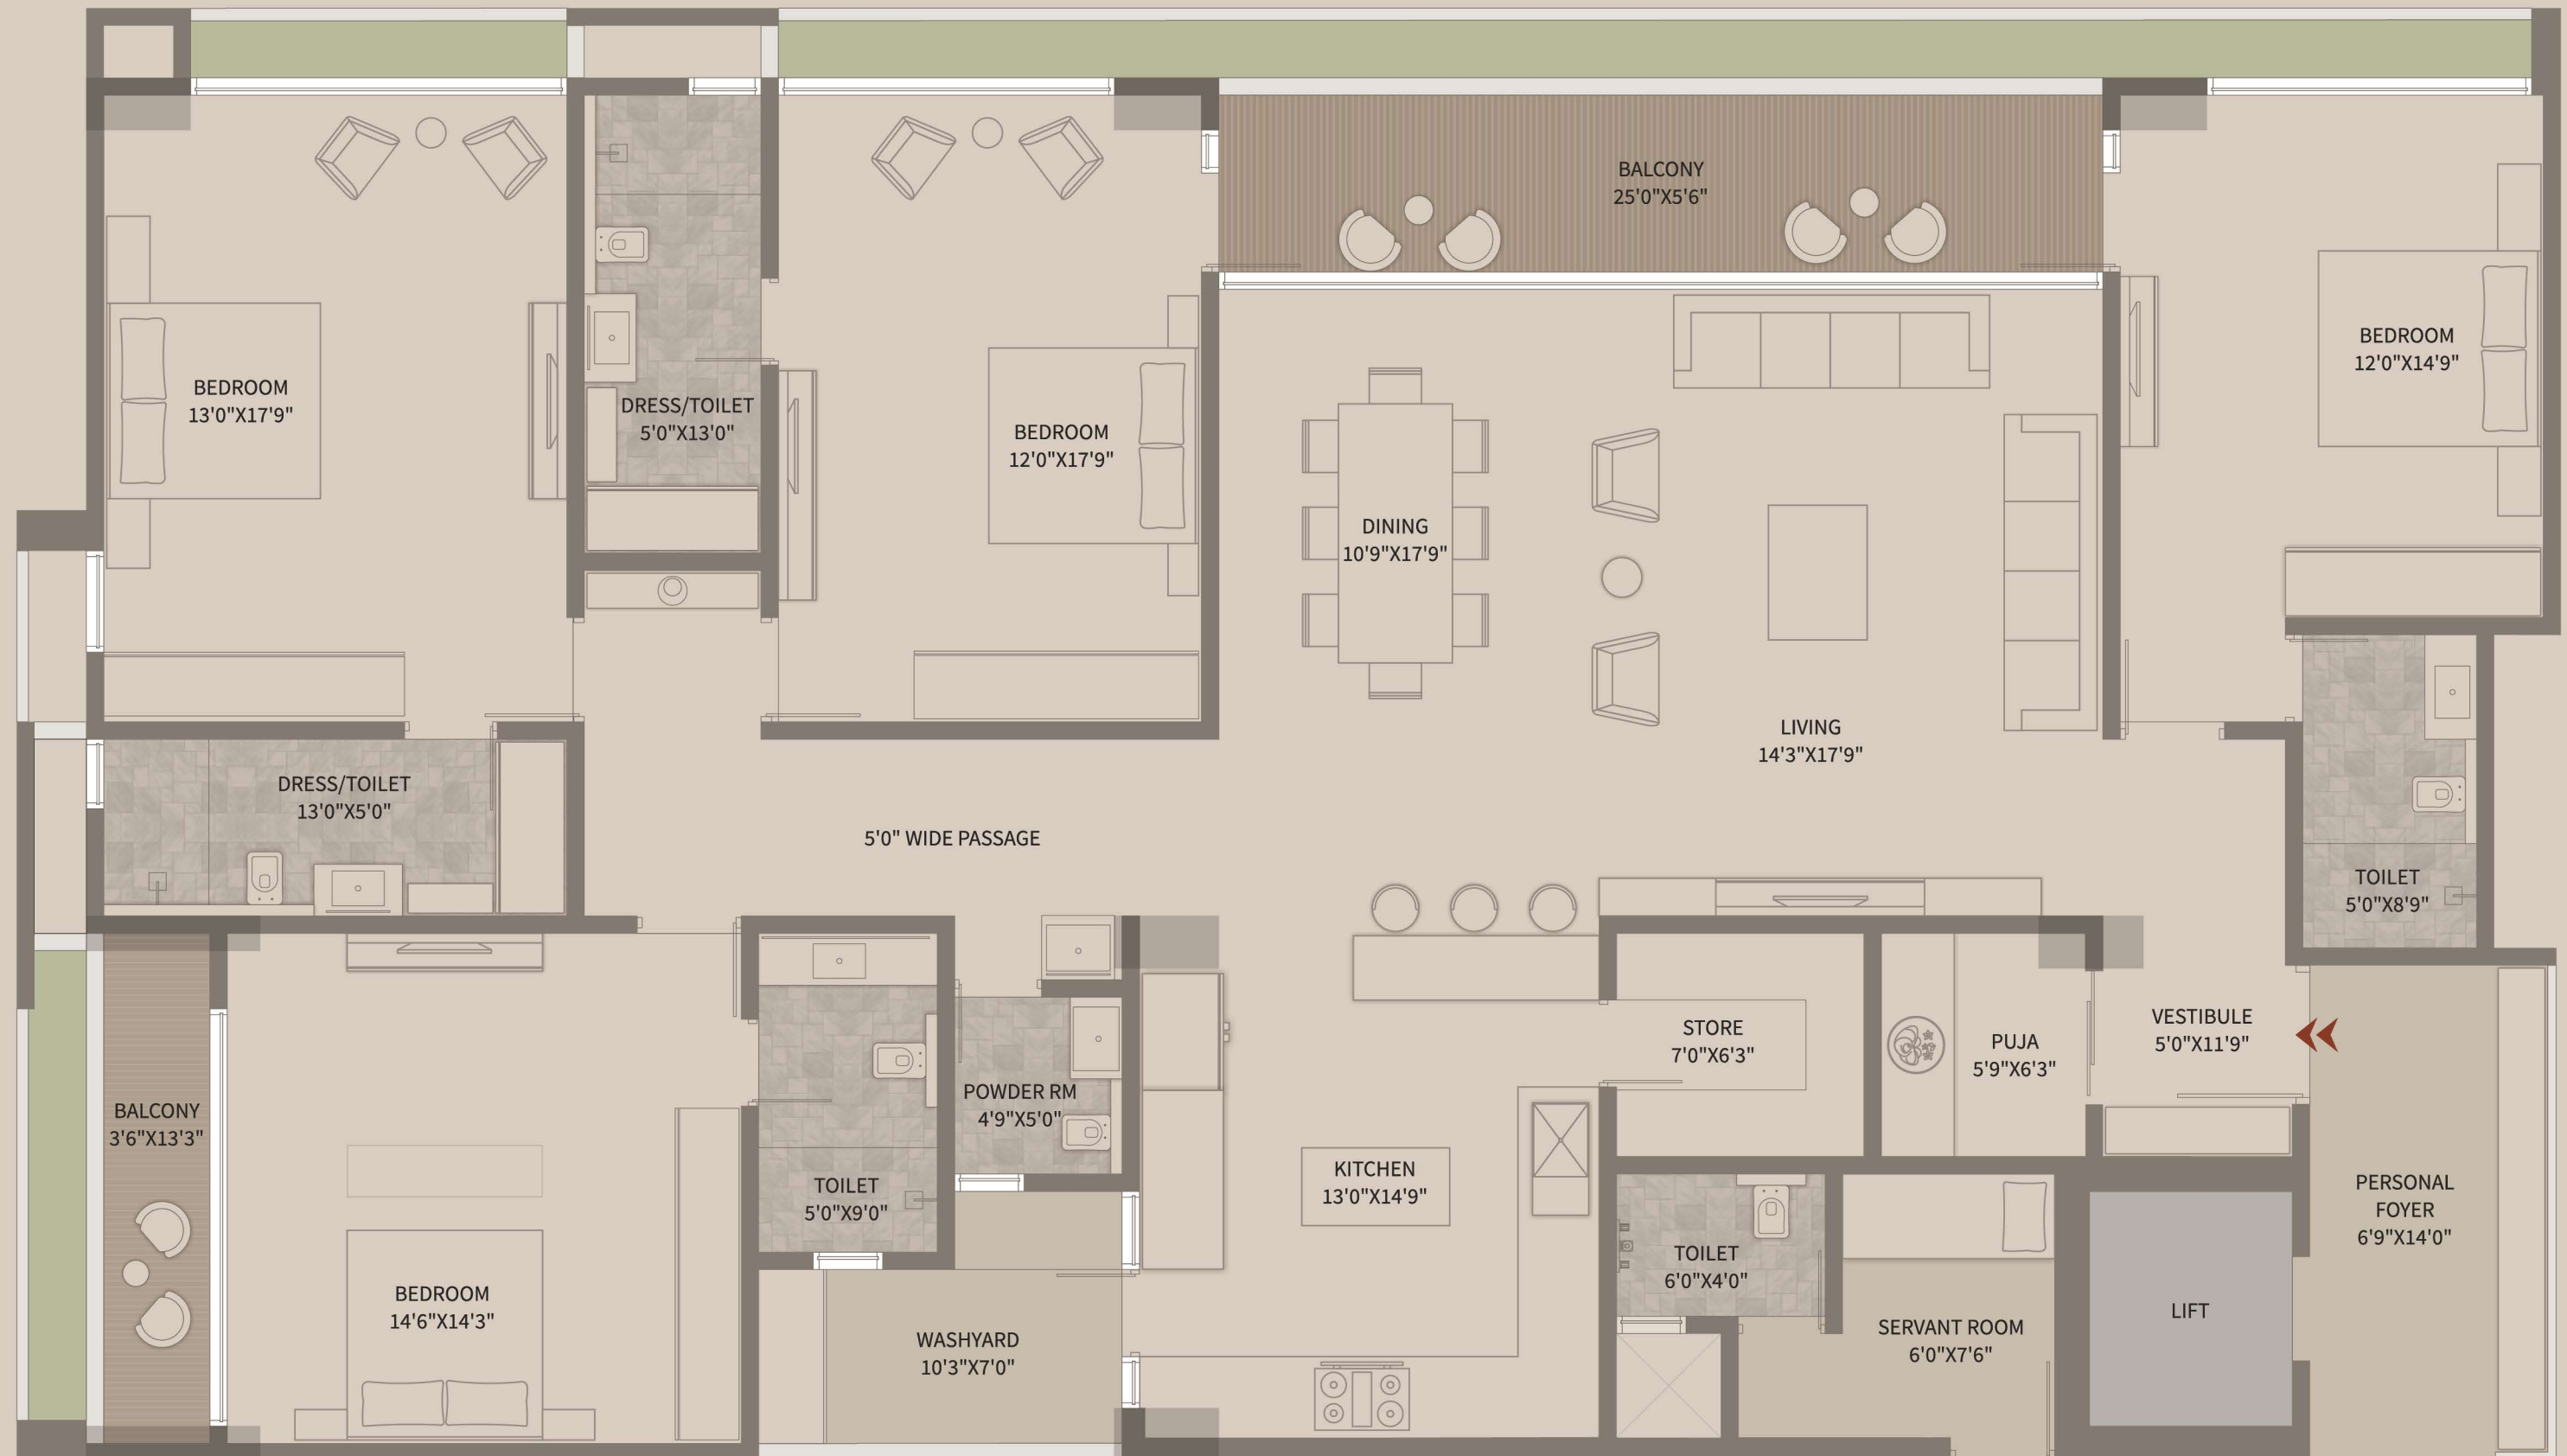 BALCONY
25'0"X5'6"
BEDROOM
13'0"X17'9"
DRESS/TOILET
5'0"X13'0"
BEDROOM
12'0"X17'9"
BEDROOM
12'0"X14'9"
DINING
10'9"X17'9"
LIVING
14'3"X17'9"
DRESS/TOILET
13'0"X5'0"
5'0" WIDE PASSAGE
TOILET
5'0"X8'9"
STORE
7'0"X6'3"
PUJA
5'9"X6'3"
VESTIBULE
5'0"X11'9"
BALCONY
3'6"X13'3"
POWDER RM
4'9"X5'0"
TOILET
5'0"X9'0"
KITCHEN
13'0"X14'9"
PERSONAL
FOYER
6'9"X14'0"
TOILET
6'0"X4'0"
BEDROOM
14'6"X14'3"
WASHYARD
10'3"X7'0"
SERVANT ROOM
6'0"X7'6"
LIFT